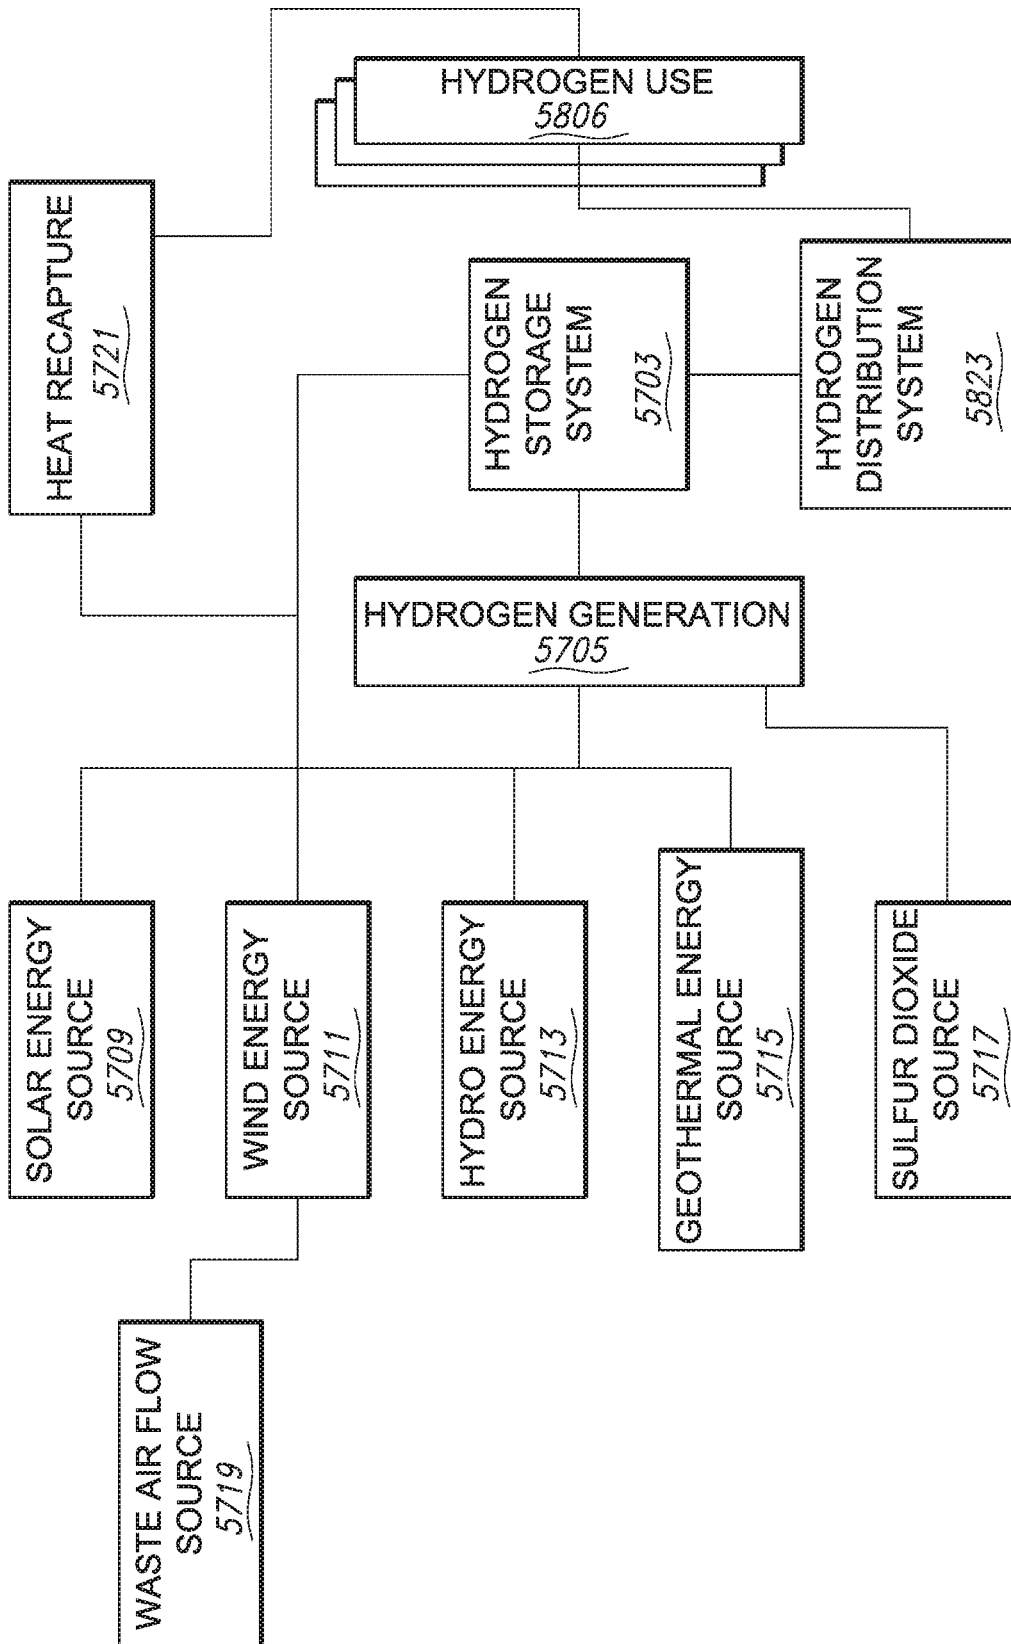 WASTE AIR FLOW
SOURCE
5719
SOLAR ENERGY
SOURCE
5709
WIND ENERGY
SOURCE
5711
HYDRO ENERGY
SOURCE
5713
GEOTHERMAL ENERGY
SOURCE
5715
SULFUR DIOXIDE
SOURCE
5717
HEAT RECAPTURE
5721
HYDROGEN GENERATION
5705
HYDROGEN
STORAGE
SYSTEM
5703
HYDROGEN
DISTRIBUTION
SYSTEM
5823
HYDROGEN USE
5806